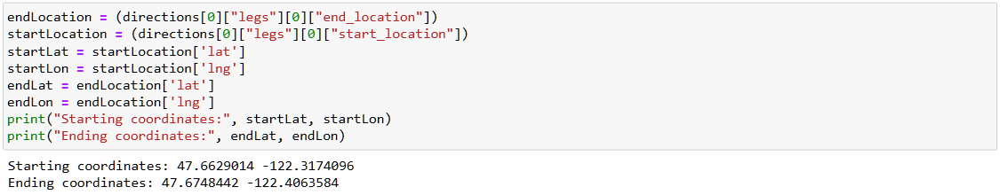 endLocation = (directions[0]["legs"][0]["end_location"])
startLocation = (directions[0]["legs"][0]["start_location"])
startLat = startLocation['lat']
startLon = startLocation['lng']
endLat = endLocation['lat']
endLon = endLocation['lng']
print("Starting coordinates:", startLat, startLon)
print("Ending coordinates:", endLat, endLon)
Starting coordinates: 47.6629014 -122.3174096
Ending coordinates: 47.6748442 -122.4063584